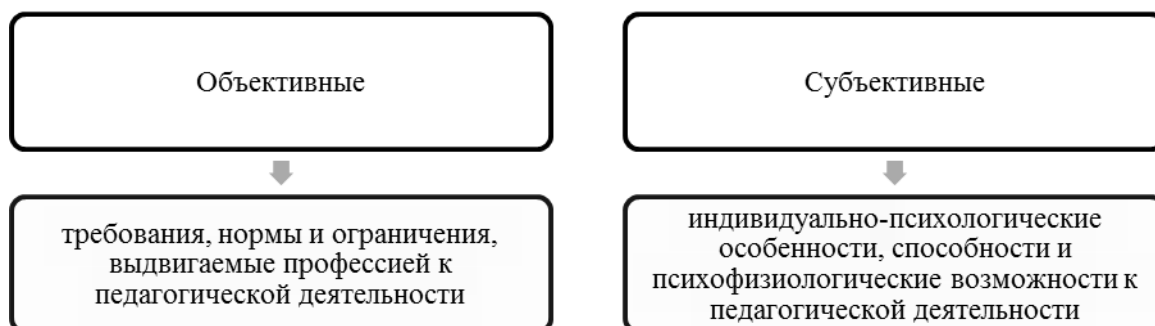 Объективные
Субъективные
требования, нормы и ограничения,
выдвигаемые профессией к
педагогической деятельности
индивидуально-психологические
особенности, способности и
психофизиологические возможности к
педагогической деятельности